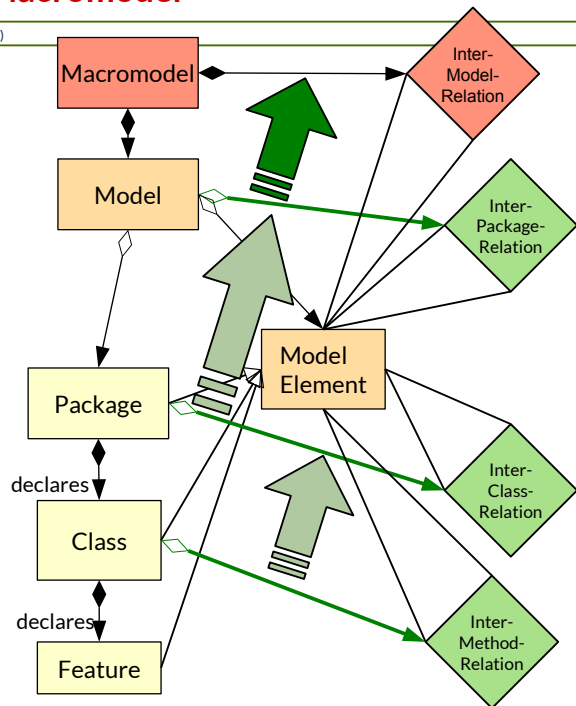 )
Macromodel
Inter-
Model-
Relation
Model
Inter-
Package-
Relation
Model
Element
Package
declares
Inter-
Class-
Relation
Class
declares
Inter-
Method-
Relation
Feature